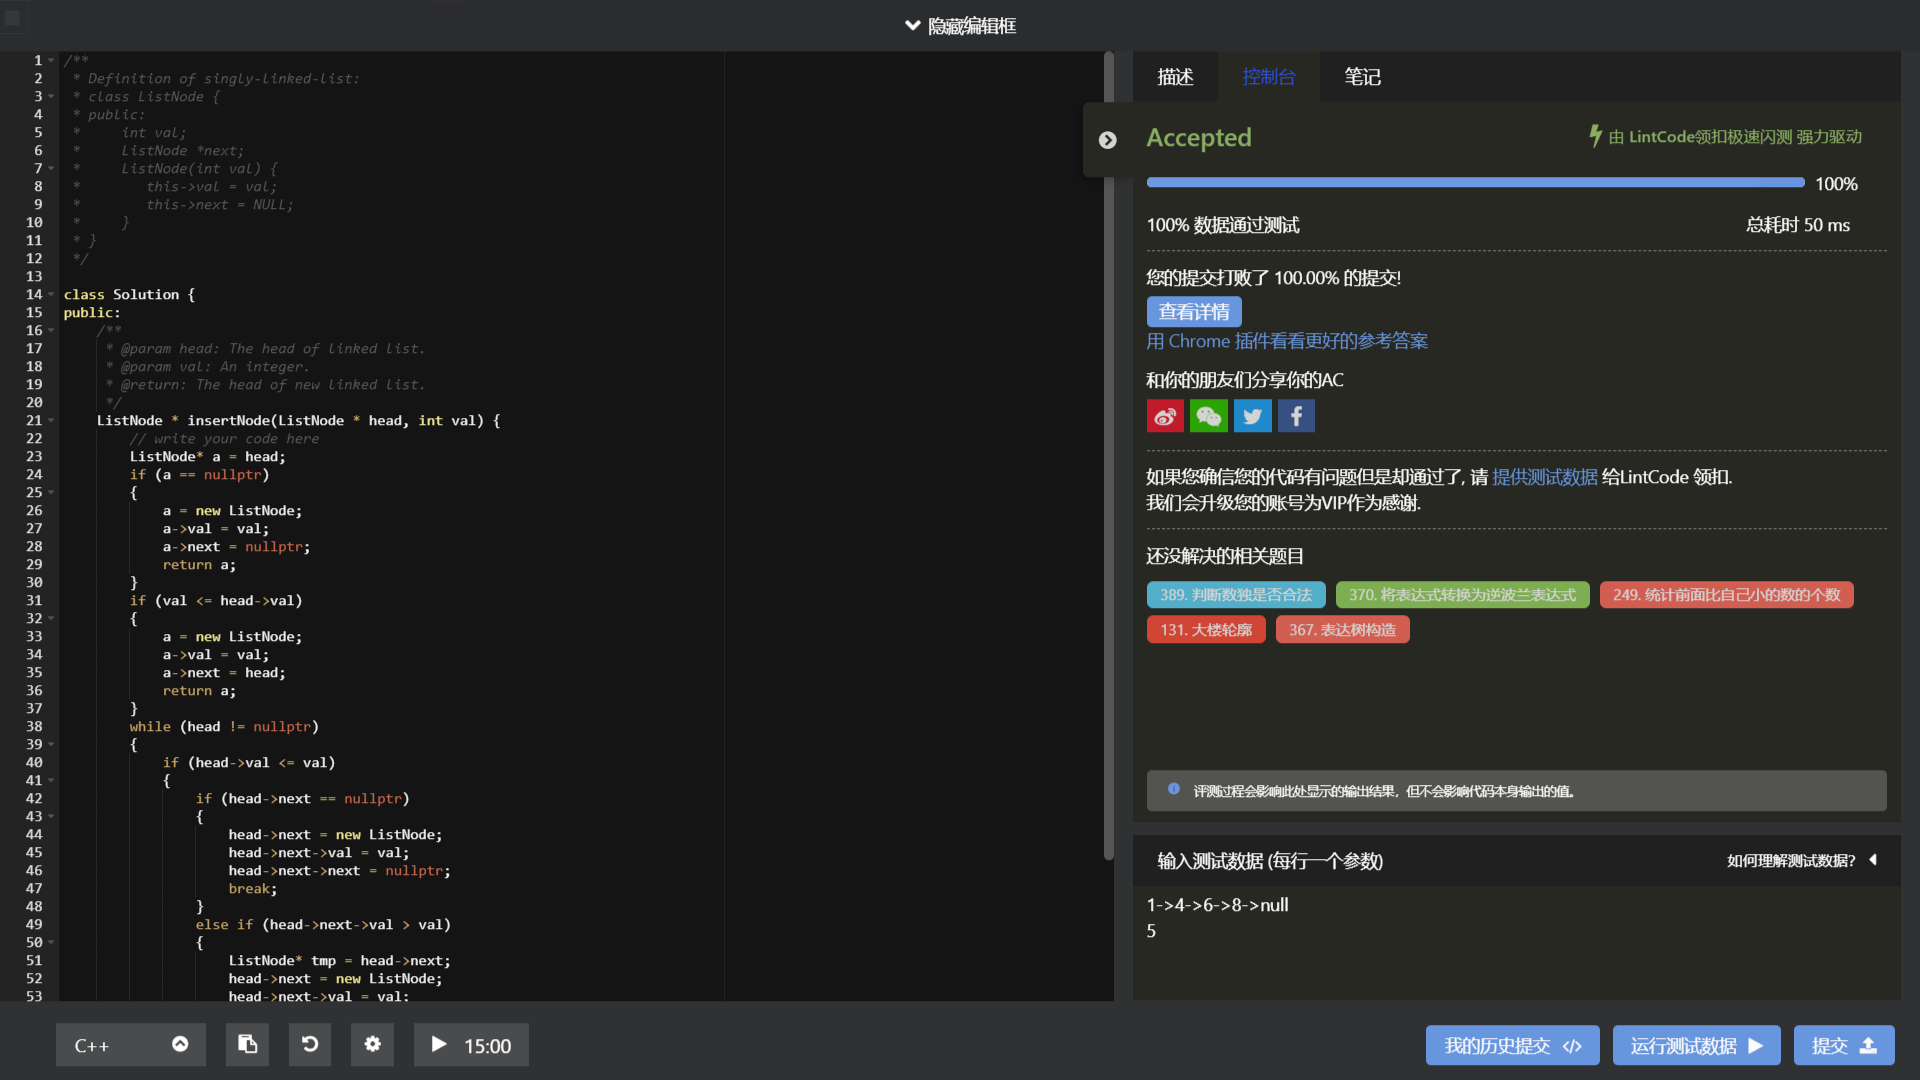 隐藏编辑框
1 /**
2 * Definition of singly-linked-list:
3 * class ListNode {
4 * public:
5 *     int val;
6 *     ListNode *next;
7 *     ListNode(int val) {
8 *        this->val = val;
9 *        this->next = NULL;
10 *     }
11 * }
12 */
13
14 class Solution {
15 public:
16     /**
17      * @param head: The head of linked list.
18      * @param val: An integer.
19      * @return: The head of new linked list.
20      */
21     ListNode * insertNode(ListNode * head, int val) {
22         // write your code here
23         ListNode* a = head;
24         if (a == nullptr)
25         {
26             a = new ListNode;
27             a->val = val;
28             a->next = nullptr;
29             return a;
30         }
31         if (val <= head->val)
32         {
33             a = new ListNode;
34             a->val = val;
35             a->next = head;
36             return a;
37         }
38         while (head != nullptr)
39         {
40             if (head->val <= val)
41             {
42                 if (head->next == nullptr)
43                 {
44                     head->next = new ListNode;
45                     head->next->val = val;
46                     head->next->next = nullptr;
47                     break;
48                 }
49                 else if (head->next->val > val)
50                 {
51                     ListNode* tmp = head->next;
52                     head->next = new ListNode;
53                     head->next->val = val;
C++
15:00
描述 控制台 笔记
Accepted 由 LintCode领扣极速闪测 强力驱动
100%
100% 数据通过测试 总耗时 50 ms
您的提交打败了 100.00% 的提交!
查看详情
用 Chrome 插件看看更好的参考答案
和你的朋友们分享你的AC
如果您确信您的代码有问题但是却通过了, 请 提供测试数据 给LintCode 领扣.
我们会升级您的账号为VIP作为感谢.
还没解决的相关题目
389. 判断数独是否合法 370. 将表达式转换为逆波兰表达式 249. 统计前面比自己小的数的个数
131. 大楼轮廓 367. 表达树构造
评测过程会影响此处显示的输出结果，但不会影响代码本身输出的值。
输入测试数据 (每行一个参数) 如何理解测试数据?
1->4->6->8->null
5
我的历史提交 运行测试数据 提交